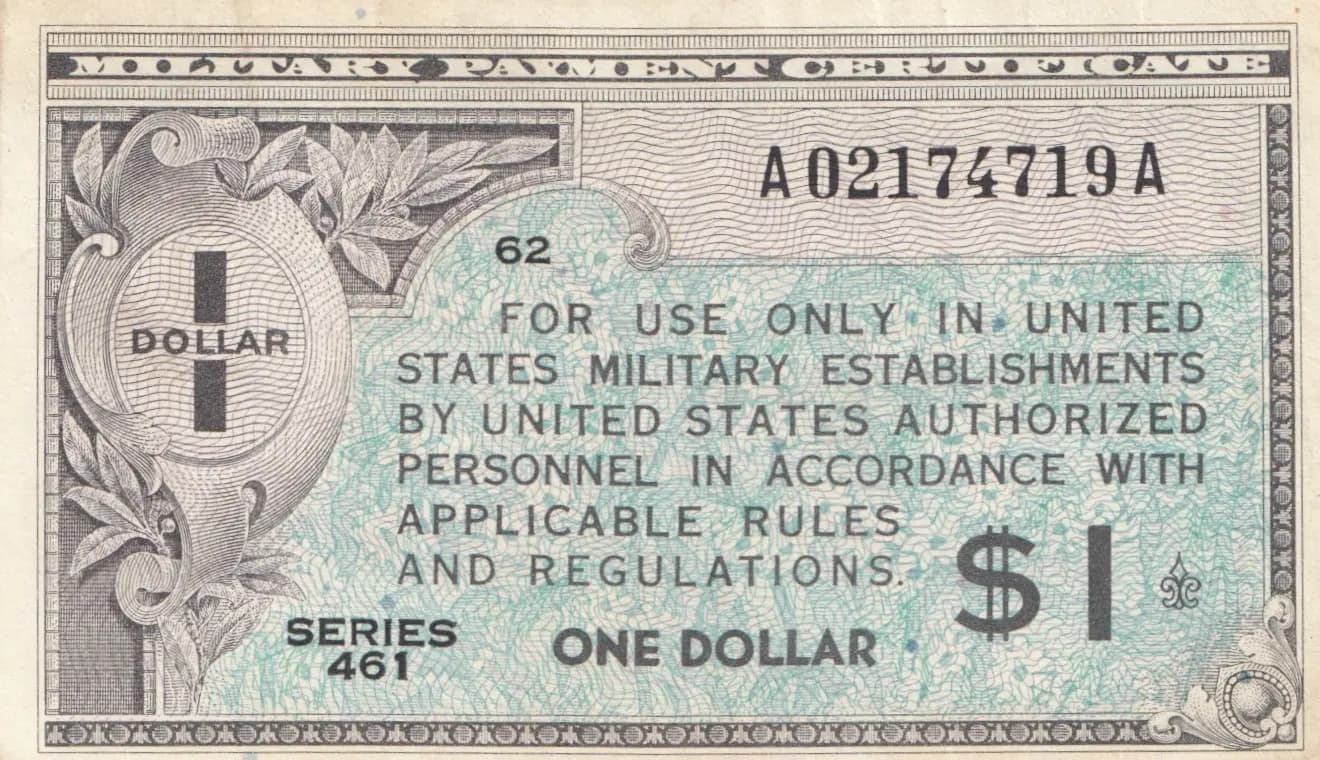 MILITARY PAYMENT CERTIFICATE
A02174719A
62
1
DOLLAR
FOR USE ONLY IN UNITED
STATES MILITARY ESTABLISHMENTS
BY UNITED STATES AUTHORIZED
PERSONNEL IN ACCORDANCE WITH
APPLICABLE RULES
AND REGULATIONS.
$1
SERIES
461
ONE DOLLAR